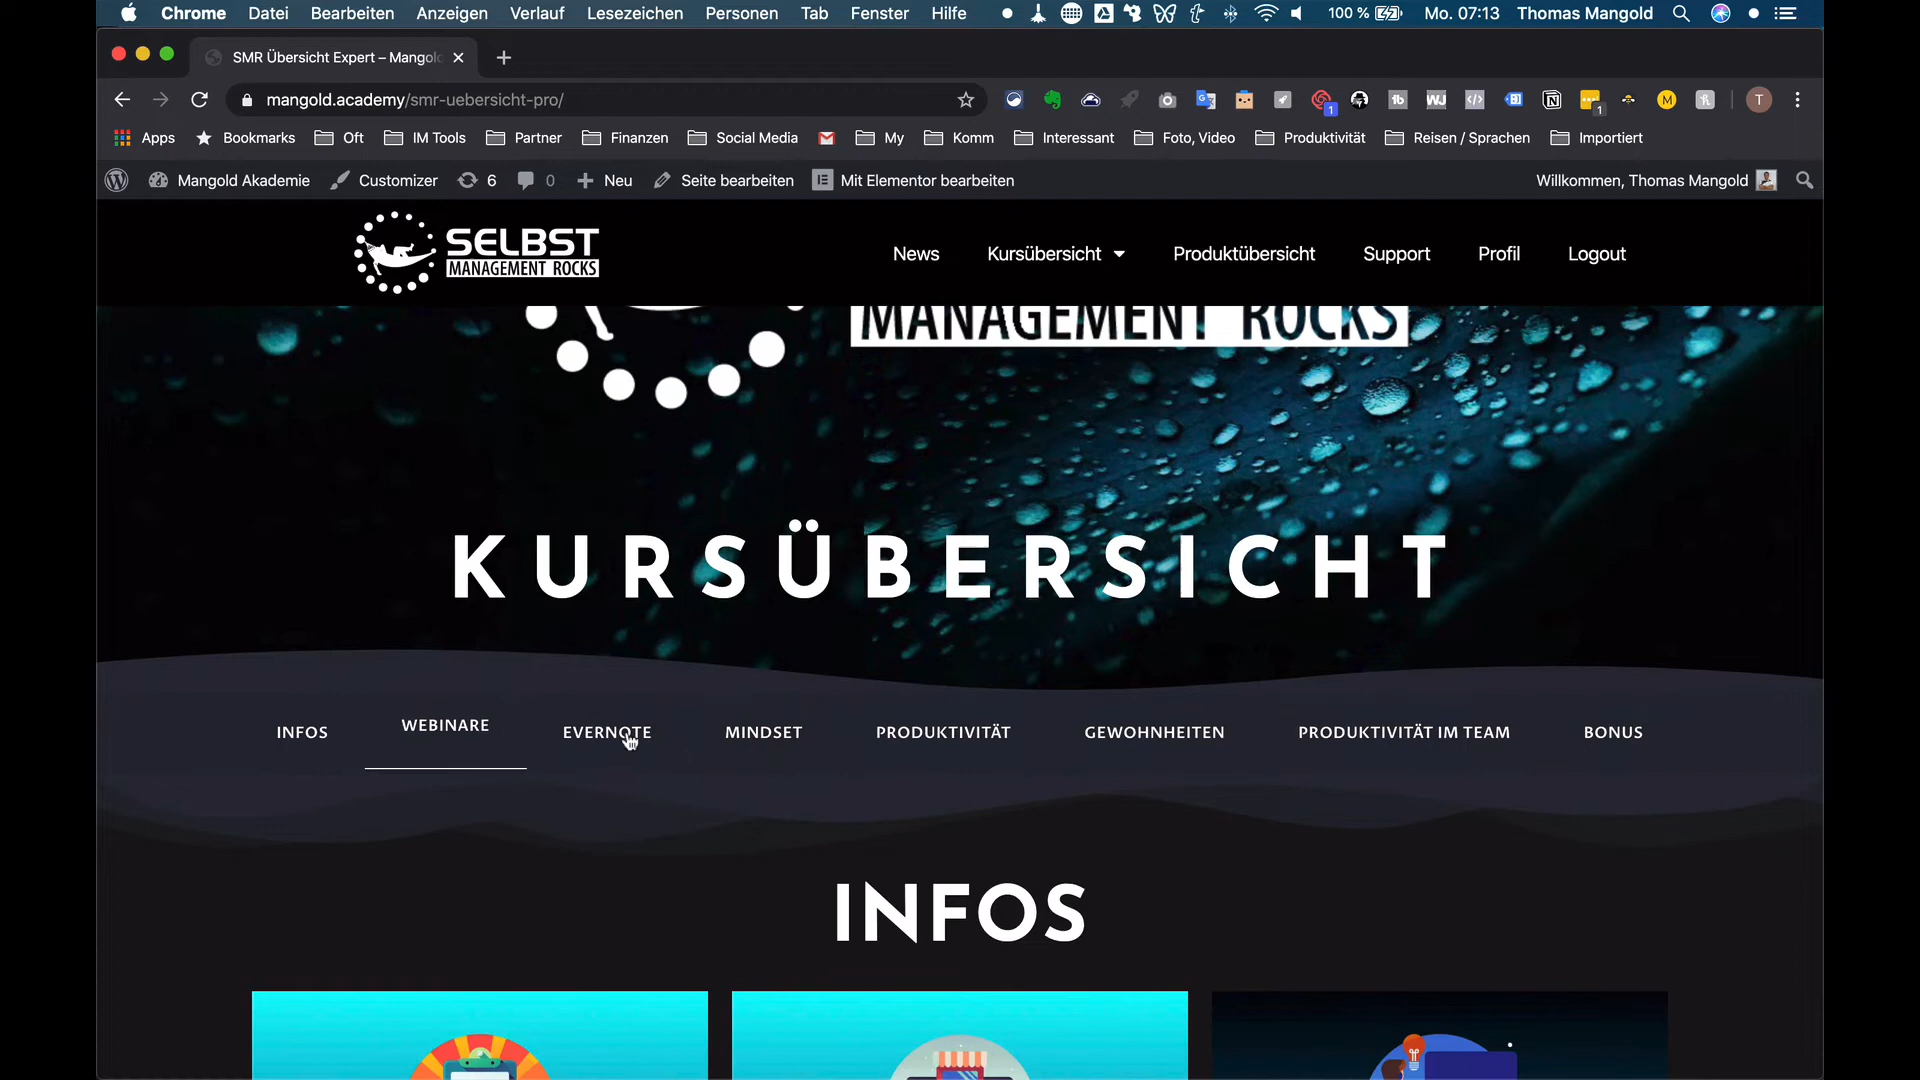 Chrome Datei Bearbeiten Anzeigen Verlauf Lesezeichen Personen Tab Fenster Hilfe 100 % Mo. 07:13 Thomas Mangold
SMR Übersicht Expert – Mangol
mangold.academy/smr-uebersicht-pro/
Apps Bookmarks Oft IM Tools Partner Finanzen Social Media My Komm Interessant Foto, Video Produktivität Reisen / Sprachen Importiert
Mangold Akademie Customizer 6 0 Neu Seite bearbeiten Mit Elementor bearbeiten Willkommen, Thomas Mangold
SELBST
MANAGEMENT ROCKS
News Kursübersicht Produktübersicht Support Profil Logout
MANAGEMENT ROCKS
KURSÜBERSICHT
INFOS WEBINARE EVERNOTE MINDSET PRODUKTIVITÄT GEWOHNHEITEN PRODUKTIVITÄT IM TEAM BONUS
INFOS